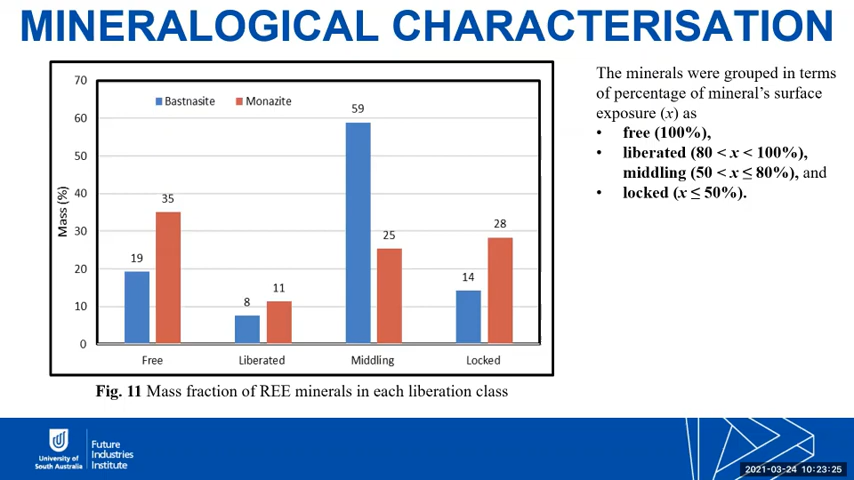 MINERALOGICAL CHARACTERISATION
70
60
50
40
30
20
10
0
Mass (%)
Bastnasite
Monazite
19
35
8
11
59
25
14
28
Free
Liberated
Middling
Locked
Fig. 11 Mass fraction of REE minerals in each liberation class
The minerals were grouped in terms
of percentage of mineral's surface
exposure (x) as
• free (100%),
• liberated (80 < x < 100%),
middling (50 < x ≤ 80%), and
• locked (x ≤ 50%).
University of
South Australia
Future
Industries
Institute
2021-03-24 10:23:25